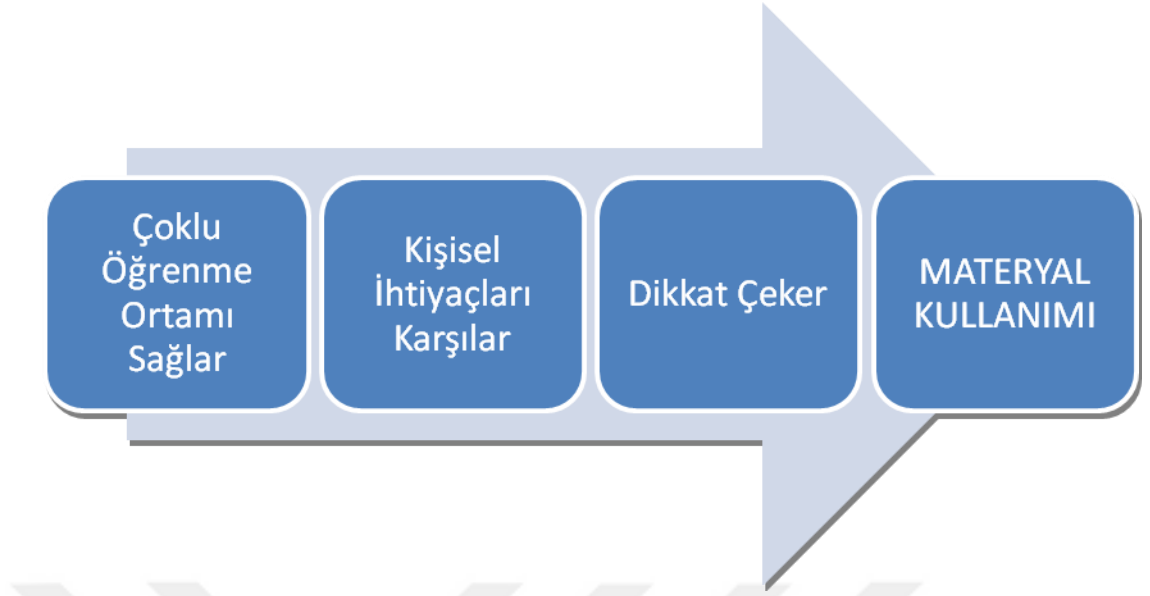 Çoklu
Öğrenme
Ortamı
Sağlar
Kişisel
İhtiyaçları
Karşılar
Dikkat Çeker
MATERYAL
KULLANIMI